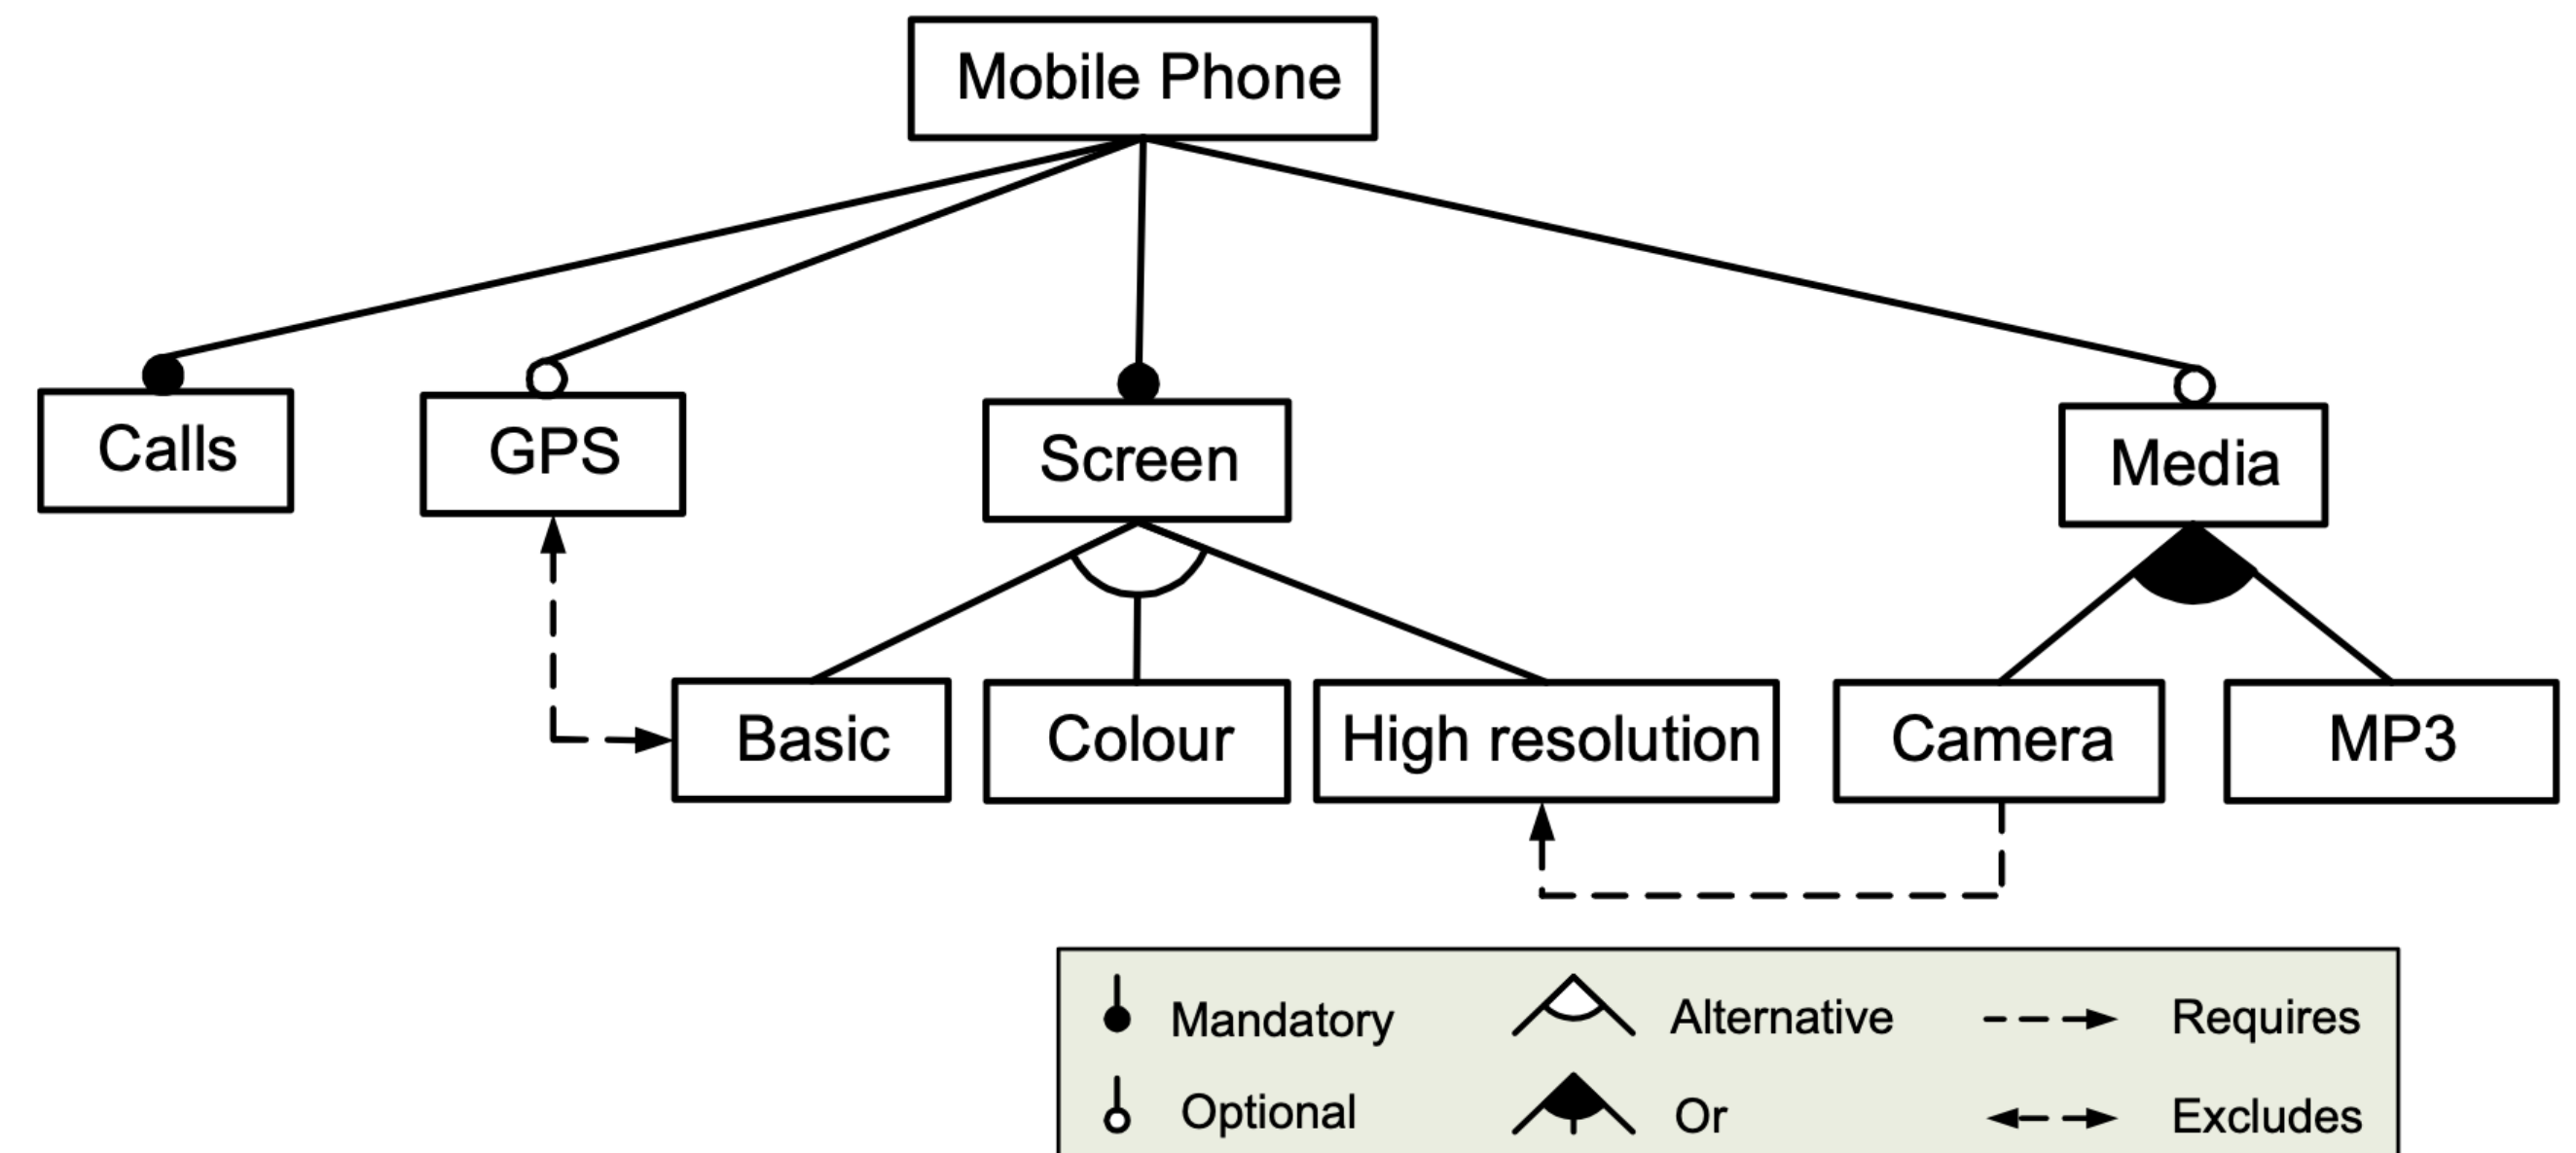 Mobile Phone
Calls
GPS
Screen
Media
Basic
Colour
High resolution
Camera
MP3
Mandatory
Alternative
Requires
Optional
Or
Excludes